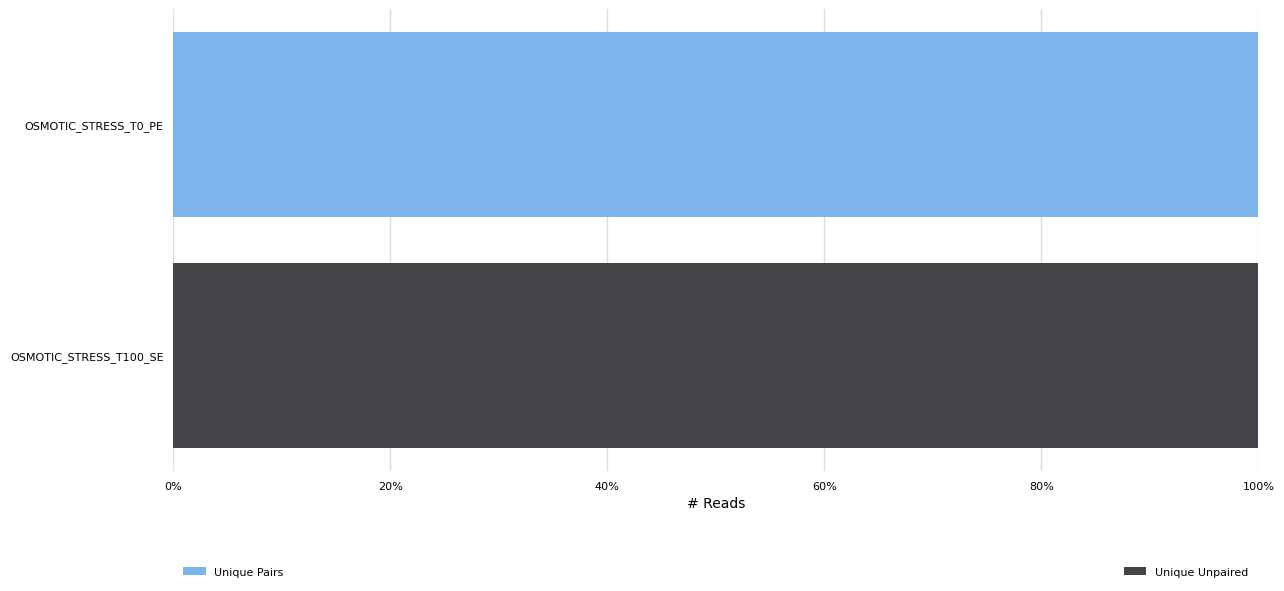 OSMOTIC_STRESS_T0_PE
OSMOTIC_STRESS_T100_SE
0% 20% 40% 60% 80% 100%
# Reads
Unique Pairs Unique Unpaired